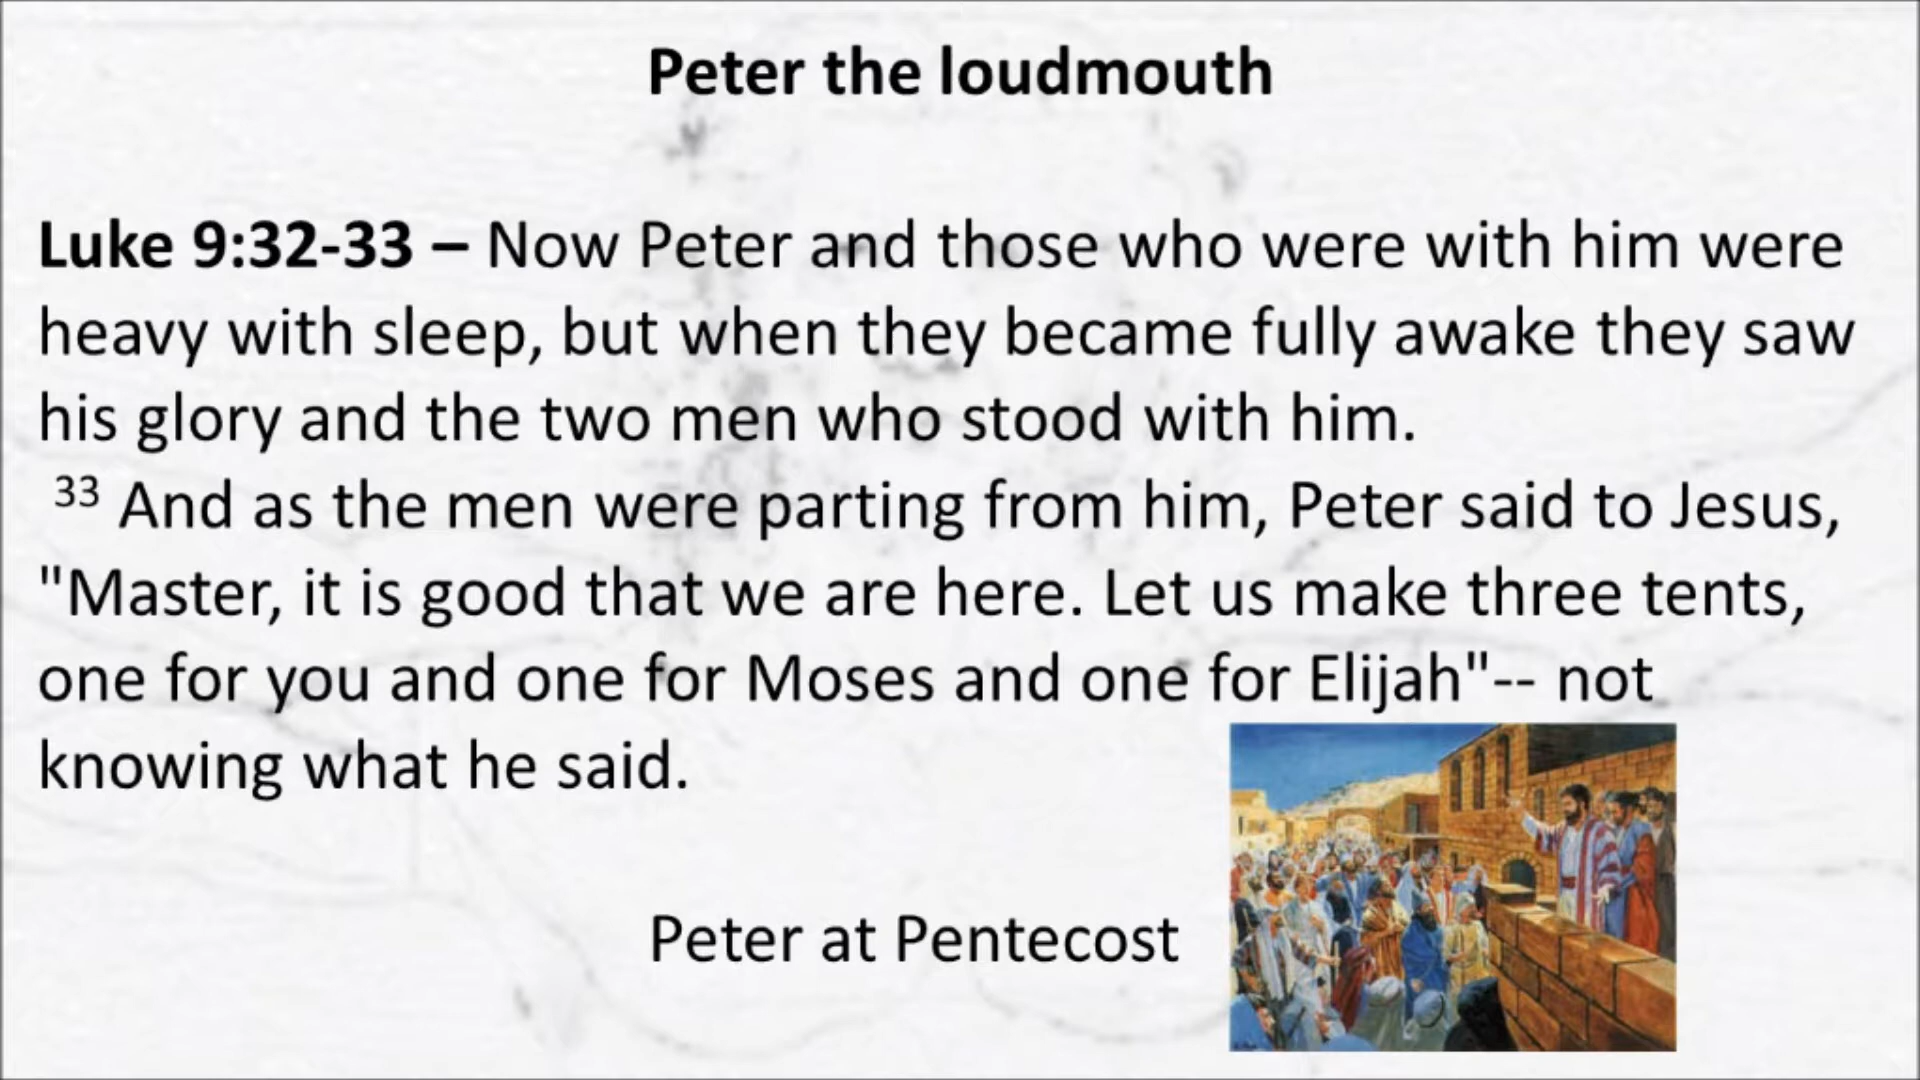 Peter the loudmouth
Luke 9:32-33 – Now Peter and those who were with him were
heavy with sleep, but when they became fully awake they saw
his glory and the two men who stood with him.
33 And as the men were parting from him, Peter said to Jesus,
"Master, it is good that we are here. Let us make three tents,
one for you and one for Moses and one for Elijah"-- not
knowing what he said.
Peter at Pentecost